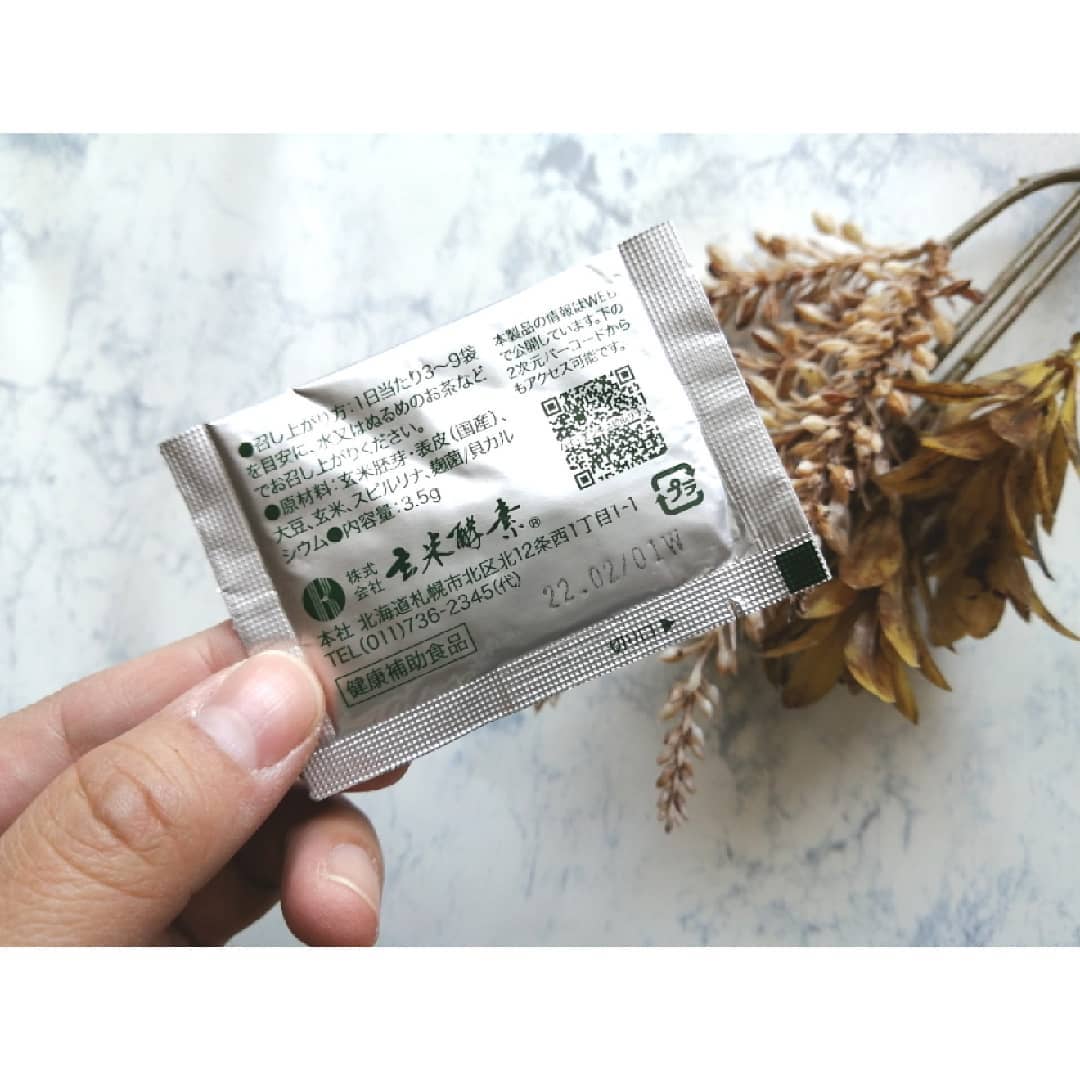 ●召し上がり方:1日当たり3〜9袋
を目安に、水又はぬるめのお茶など
でお召し上がりください。
●原材料:玄米胚芽・表皮(国産)、
大豆、玄米、スピルリナ、麹菌/貝カル
シウム●内容量:3.5g
本製品の情報はWEB
で公開しています。下の
2次元バーコードから
もアクセス可能です。
プラ
株式会社 玄米酵素®
本社 北海道札幌市北区北12条西1丁目1-1
TEL(011)736-2345(代)
健康補助食品
22.02/01W
切り口▶